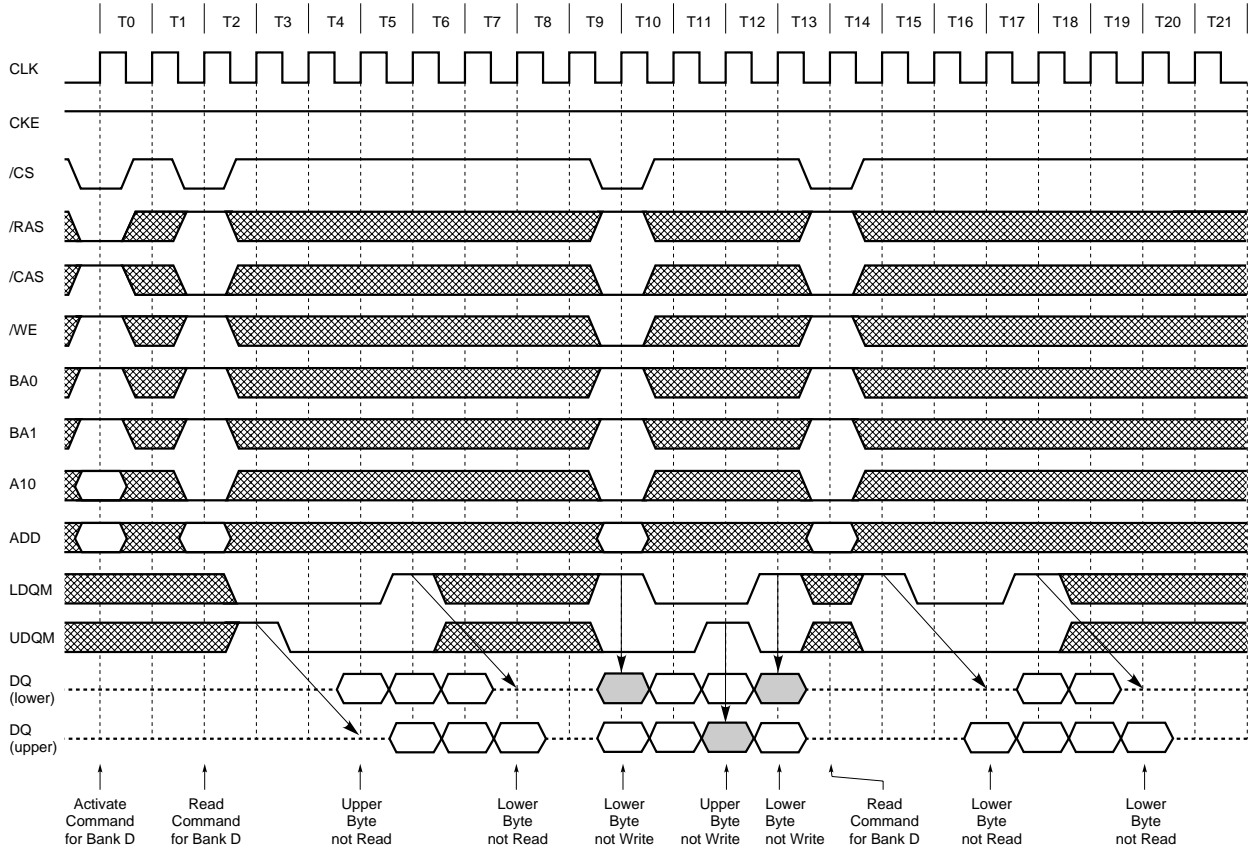 T0 T1 T2 T3 T4 T5 T6 T7 T8 T9 T10 T11 T12 T13 T14 T15 T16 T17 T18 T19 T20 T21
CLK
CKE
/CS
/RAS
/CAS
/WE
BA0
BA1
A10
ADD
LDQM
UDQM
DQ
(lower)
DQ
(upper)
Activate
Command
for Bank D
Read
Command
for Bank D
Upper
Byte
not Read
Lower
Byte
not Read
Lower
Byte
not Write
Upper
Byte
not Write
Lower
Byte
not Write
Read
Command
for Bank D
Lower
Byte
not Read
Lower
Byte
not Read